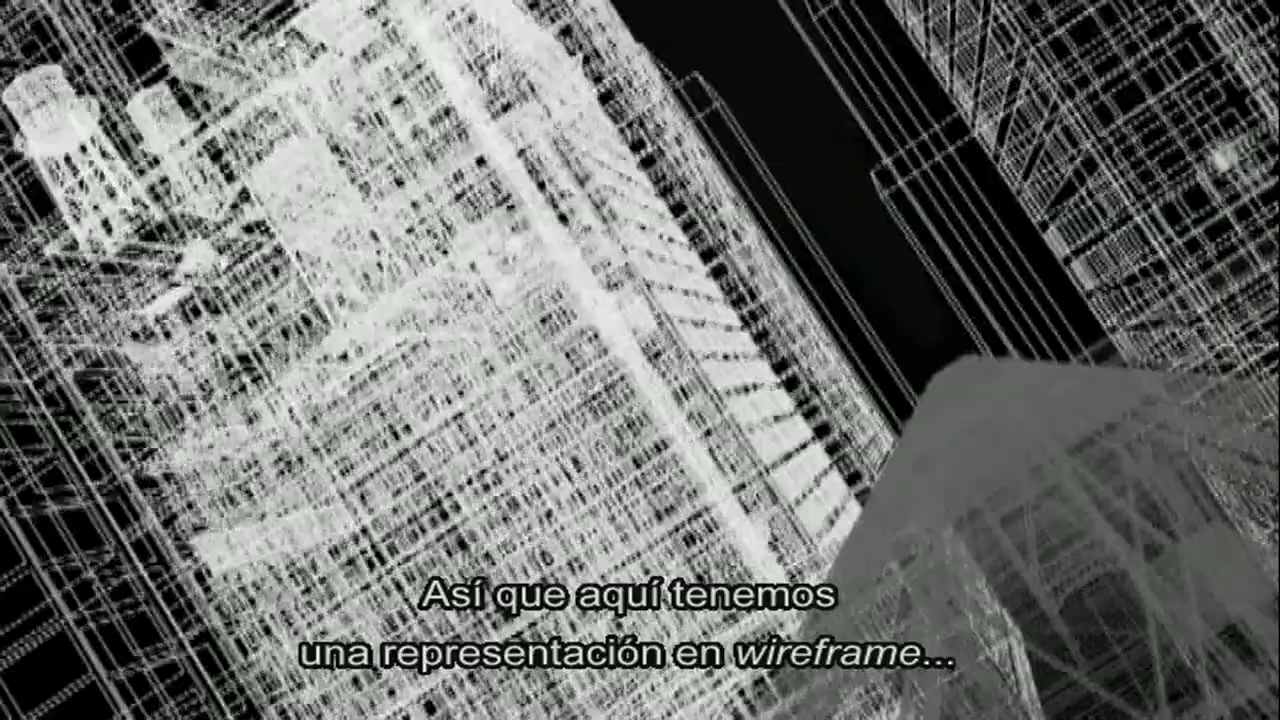 Así que aquí tenemos
una representación en wireframe...